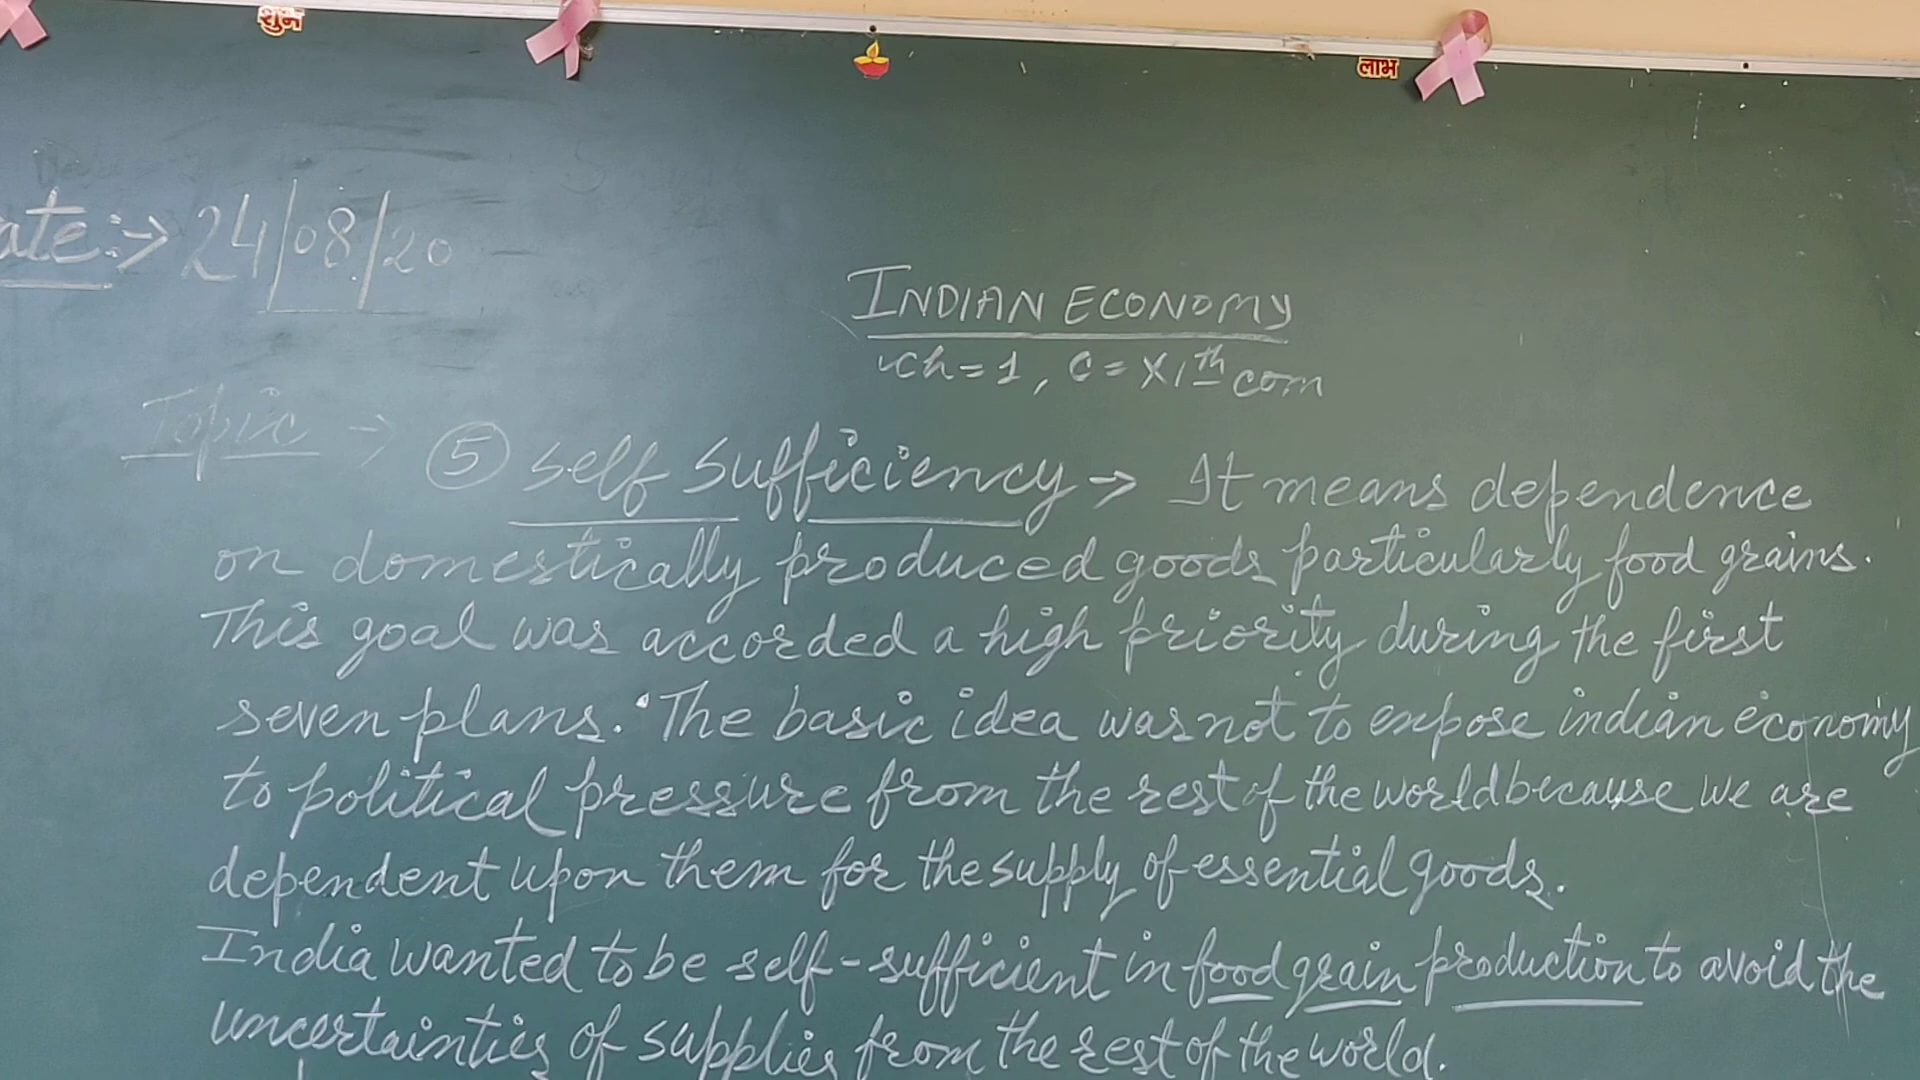 शुभ
लाभ
ate:→ 24/08/20
INDIAN ECONOMY
Ch=1, C=XIth com
Topic →
⑤ Self Sufficiency → It means dependence
on domestically produced goods particularly food grains.
This goal was accorded a high priority during the first
seven plans. The basic idea was not to expose indian economy
to political pressure from the rest of the world because we are
dependent upon them for the supply of essential goods.
India wanted to be self-sufficient in food grain production to avoid the
uncertainties of supplies from the rest of the world.